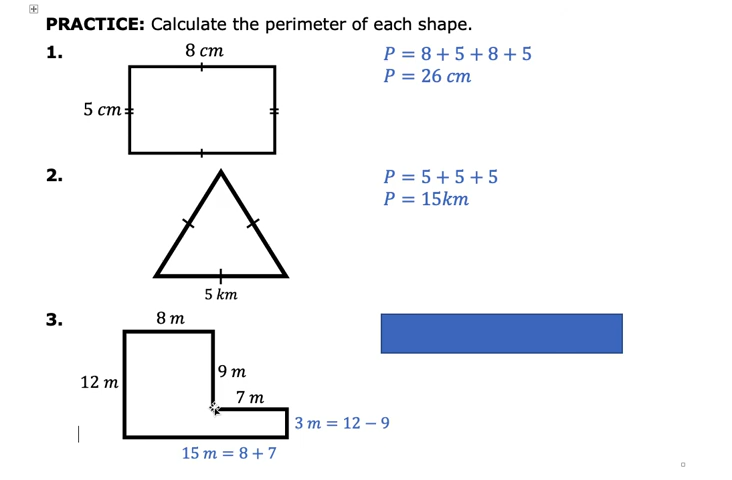 PRACTICE: Calculate the perimeter of each shape.
1.
8 cm
5 cm
P = 8 + 5 + 8 + 5
P = 26 cm
2.
5 km
P = 5 + 5 + 5
P = 15km
3.
8 m
12 m
9 m
7 m
3 m = 12 − 9
15 m = 8 + 7